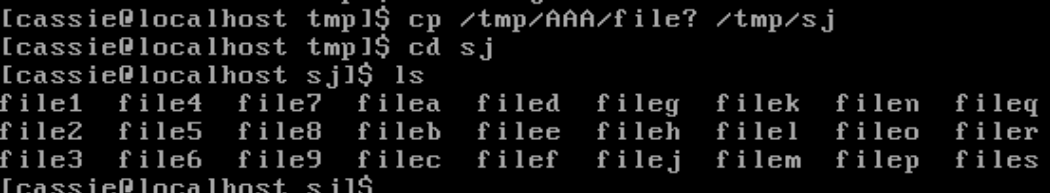 [cassie@localhost tmp]$ cp /tmp/AAA/file? /tmp/sj
[cassie@localhost tmp]$ cd sj
[cassie@localhost sj]$ ls
file1 file4 file7 filea filed fileg filek filen fileq
file2 file5 file8 fileb filee fileh filel fileo filer
file3 file6 file9 filec filef filej filem filep files
[cassie@localhost sj]$